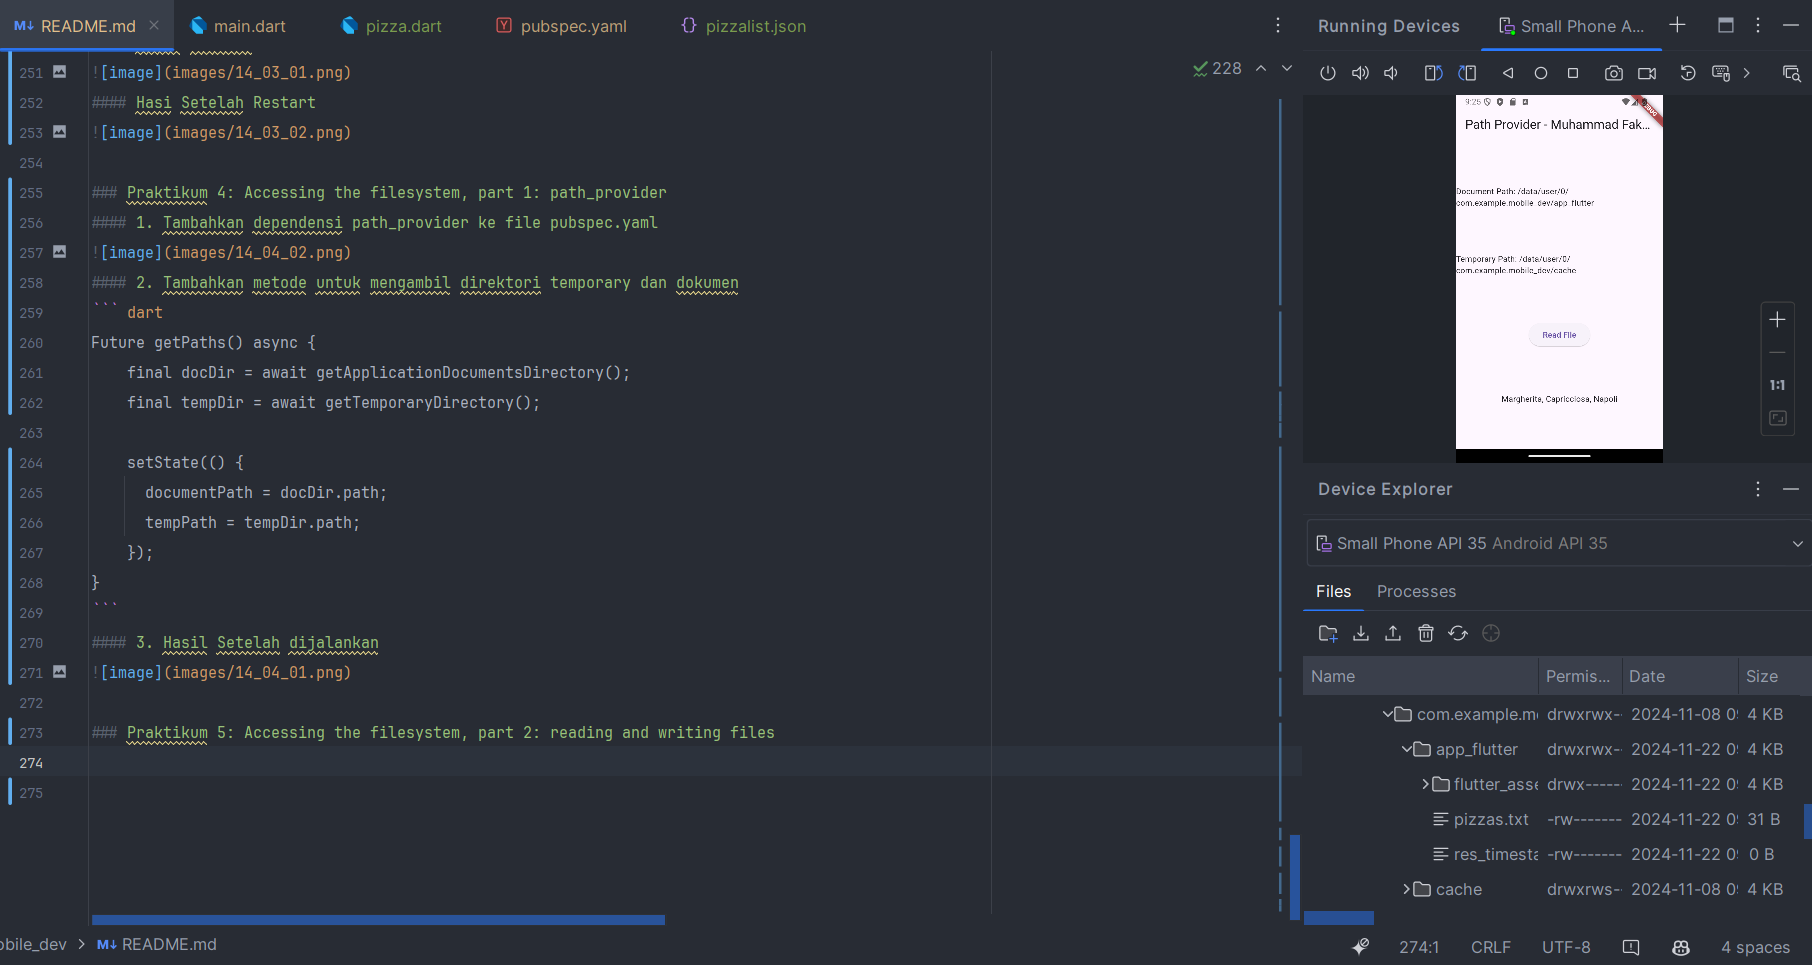 README.md
main.dart
pizza.dart
pubspec.yaml
pizzalist.json
Running Devices
Small Phone A...
228
251 ![image](images/14_03_01.png)
252 #### Hasi Setelah Restart
253 ![image](images/14_03_02.png)
254
255 ### Praktikum 4: Accessing the filesystem, part 1: path_provider
256 #### 1. Tambahkan dependensi path_provider ke file pubspec.yaml
257 ![image](images/14_04_02.png)
258 #### 2. Tambahkan metode untuk mengambil direktori temporary dan dokumen
259 ``` dart
260 Future getPaths() async {
261 final docDir = await getApplicationDocumentsDirectory();
262 final tempDir = await getTemporaryDirectory();
263
264 setState(() {
265 documentPath = docDir.path;
266 tempPath = tempDir.path;
267 });
268 }
269 ```
270 #### 3. Hasil Setelah dijalankan
271 ![image](images/14_04_01.png)
272
273 ### Praktikum 5: Accessing the filesystem, part 2: reading and writing files
274
275
9:25
Path Provider - Muhammad Fak...
Document Path: /data/user/0/
com.example.mobile_dev/app_flutter
Temporary Path: /data/user/0/
com.example.mobile_dev/cache
Read File
Margherita, Capricciosa, Napoli
1:1
Device Explorer
Small Phone API 35 Android API 35
Files Processes
Name Permis... Date Size
com.example.m drwxrwx- 2024-11-08 4 KB
app_flutter drwxrwx- 2024-11-22 4 KB
flutter_asse drwx----- 2024-11-22 4 KB
pizzas.txt -rw------- 2024-11-22 31 B
res_timesta -rw------- 2024-11-22 0 B
cache drwxrws- 2024-11-08 4 KB
obile_dev > M↓ README.md
274:1 CRLF UTF-8 4 spaces